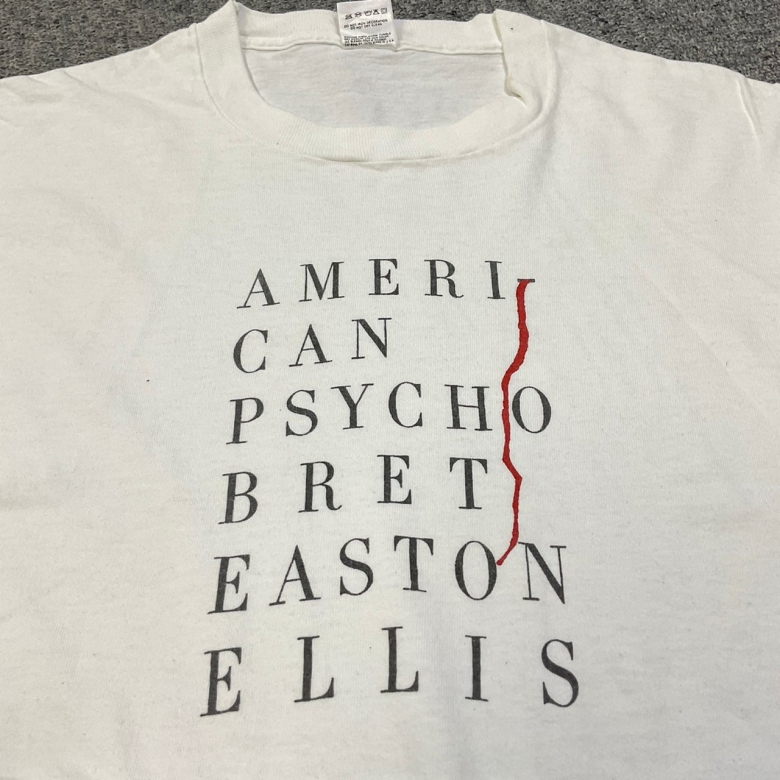 AMERI-
CAN
PSYCHO
BRET
EASTON
ELLIS